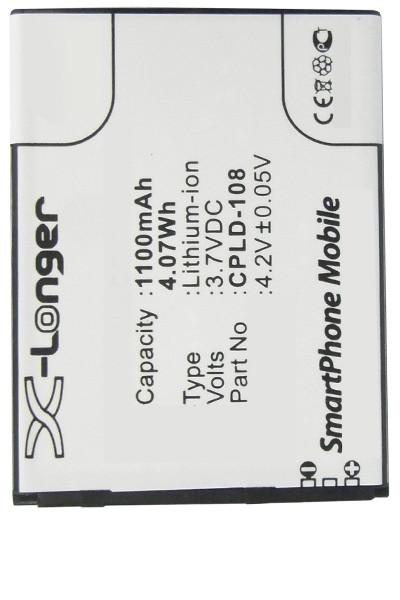 X-Longer
Capacity :1100mAh
4.07Wh
Type :Lithium-ion
Volts :3.7VDC
Part No :CPLD-108
:4.2V±0.05V
SmartPhone Mobile
CE